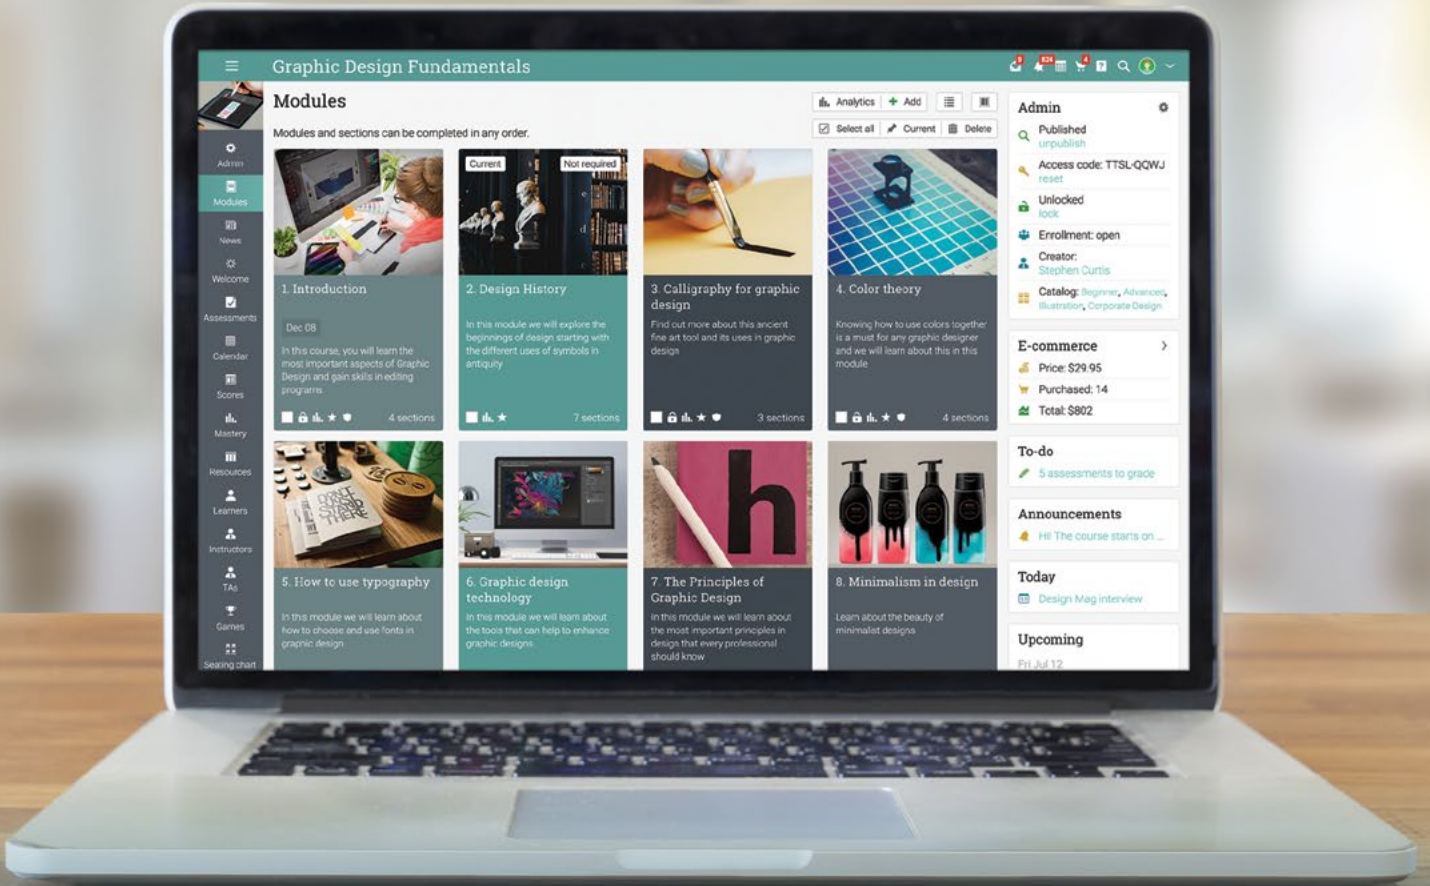 Graphic Design Fundamentals
9
824
4
?
Admin
Modules
News
Welcome
Assessments
Calendar
Scores
Mastery
Resources
Learners
Instructors
TAs
Games
Seating chart
Modules
Analytics
Add
Modules and sections can be completed in any order.
Select all
Current
Delete
1. Introduction
Dec 08
In this course, you will learn the
most important aspects of Graphic
Design and gain skills in editing
programs
4 sections
Current
Not required
2. Design History
In this module we will explore the
beginnings of design starting with
the different uses of symbols in
antiquity
7 sections
3. Calligraphy for graphic
design
Find out more about this ancient
fine art tool and its uses in graphic
design
3 sections
4. Color theory
Knowing how to use colors together
is a must for any graphic designer
and we will learn about this in this
module
4 sections
DON'T
JUST
STAND
THERE
5. How to use typography
In this module we will learn about
how to choose and use fonts in
graphic design
6. Graphic design
technology
In this module we will learn about
the tools that can help to enhance
graphic designs
h
7. The Principles of
Graphic Design
In this module we will learn about
the most important principles in
design that every professional
should know
8. Minimalism in design
Learn about the beauty of
minimalist designs
Admin
Published
unpublish
Access code: TTSL-QQWJ
reset
Unlocked
lock
Enrollment: open
Creator:
Stephen Curtis
Catalog: Beginner, Advanced,
Illustration, Corporate Design
E-commerce
Price: $29.95
Purchased: 14
Total: $802
To-do
5 assessments to grade
Announcements
Hi! The course starts on ...
Today
Design Mag interview
Upcoming
Fri Jul 12